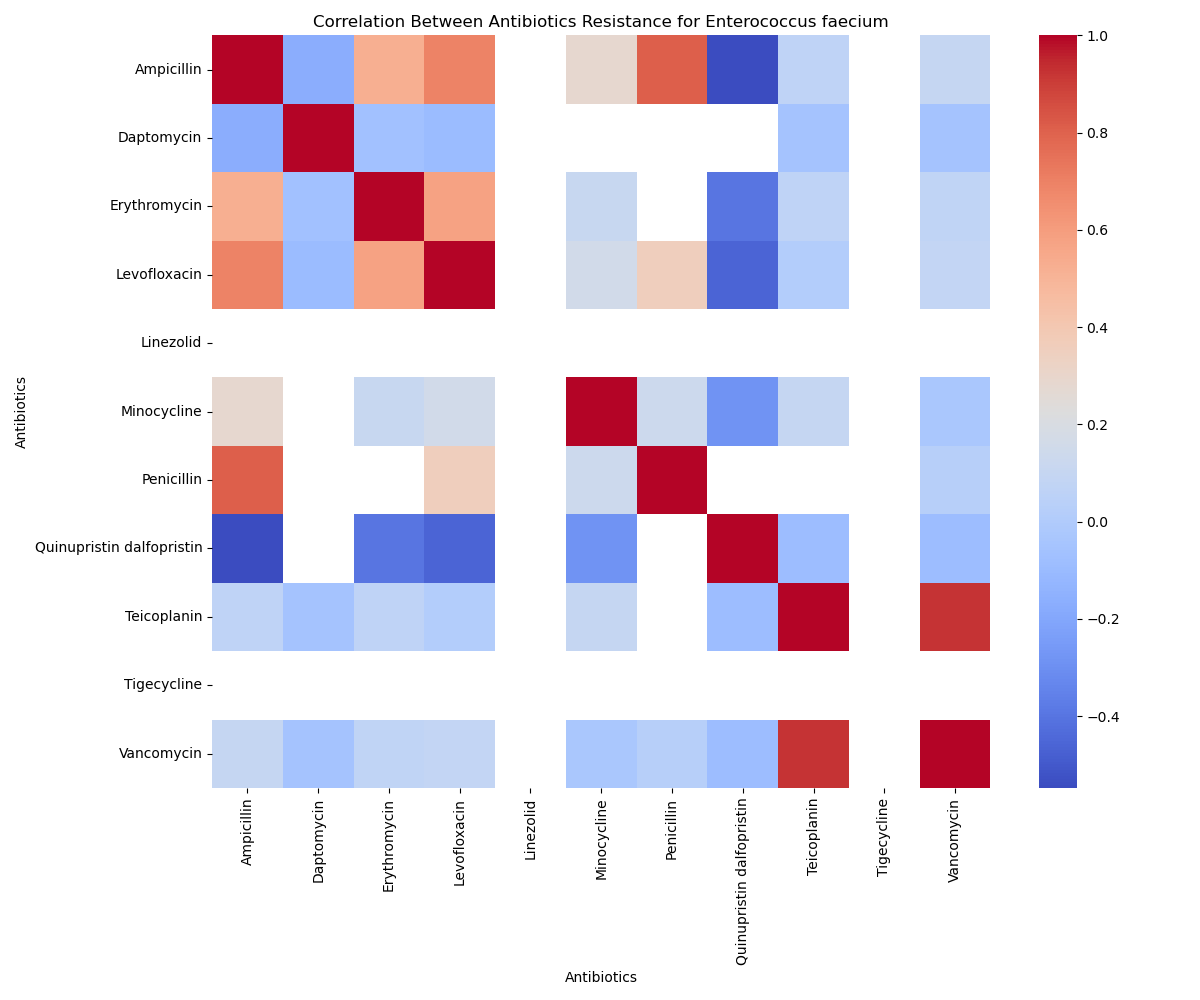 Correlation Between Antibiotics Resistance for Enterococcus faecium
Antibiotics
Ampicillin
Daptomycin
Erythromycin
Levofloxacin
Linezolid
Minocycline
Penicillin
Quinupristin dalfopristin
Teicoplanin
Tigecycline
Vancomycin
Ampicillin
Daptomycin
Erythromycin
Levofloxacin
Linezolid
Minocycline
Penicillin
Quinupristin dalfopristin
Teicoplanin
Tigecycline
Vancomycin
Antibiotics
1.0
0.8
0.6
0.4
0.2
0.0
−0.2
−0.4